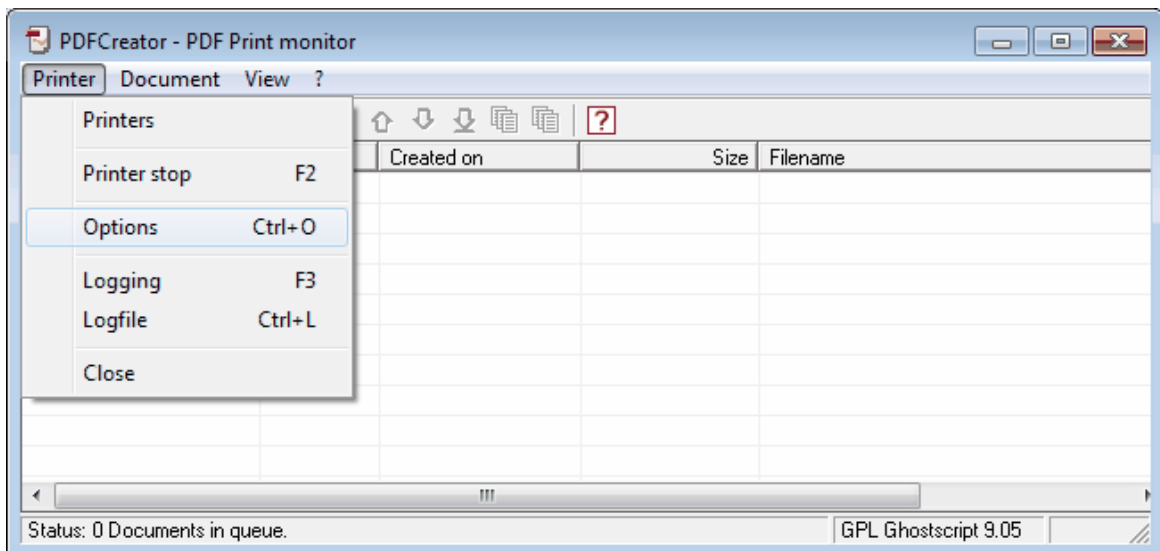 PDFCreator - PDF Print monitor
Printer Document View ?
Printers
Created on Size Filename
Printer stop F2
Options Ctrl+O
Logging F3
Logfile Ctrl+L
Close
Status: 0 Documents in queue. GPL Ghostscript 9.05